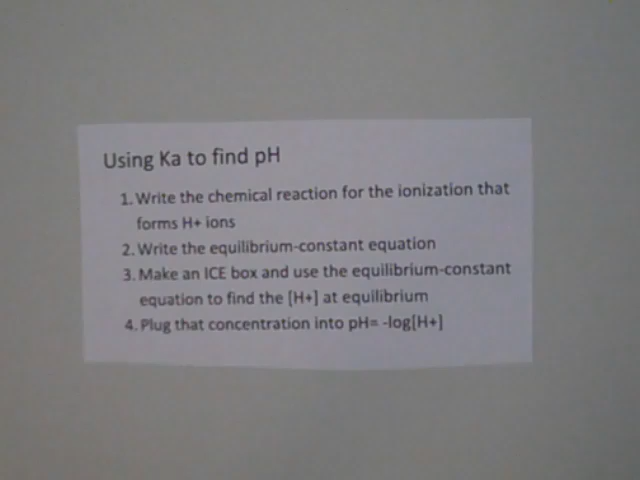 Using Ka to find pH
1. Write the chemical reaction for the ionization that
forms H+ ions
2. Write the equilibrium-constant equation
3. Make an ICE box and use the equilibrium-constant
equation to find the [H+] at equilibrium
4. Plug that concentration into pH= -log[H+]